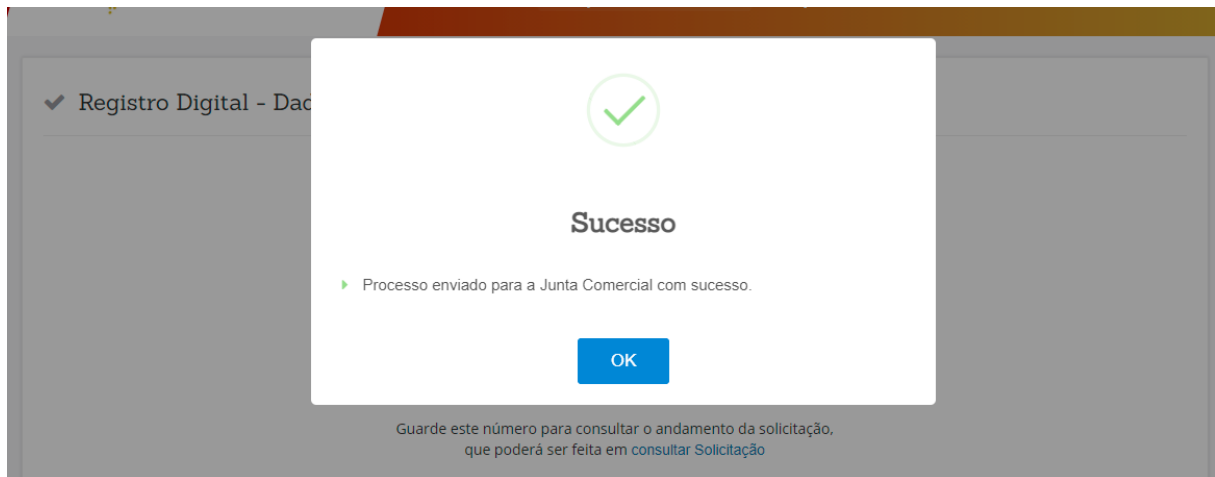 Registro Digital - Dad
Sucesso
Processo enviado para a Junta Comercial com sucesso.
OK
Guarde este número para consultar o andamento da solicitação,
que poderá ser feita em consultar Solicitação